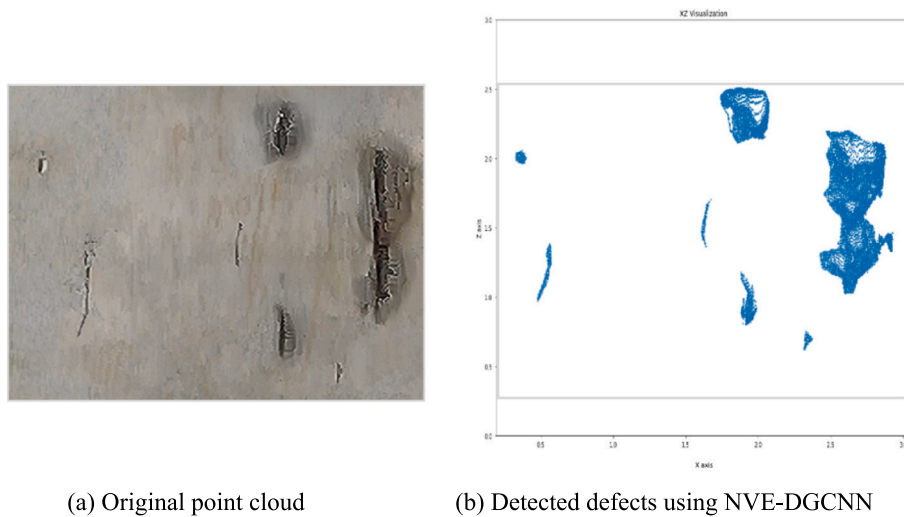 XZ Visualization
3.0
2.5
2.0
Z axis
1.5
1.0
0.5
0.0
0.5 1.0 1.5 2.0 2.5 3.
X axis
(a) Original point cloud (b) Detected defects using NVE-DGCNN